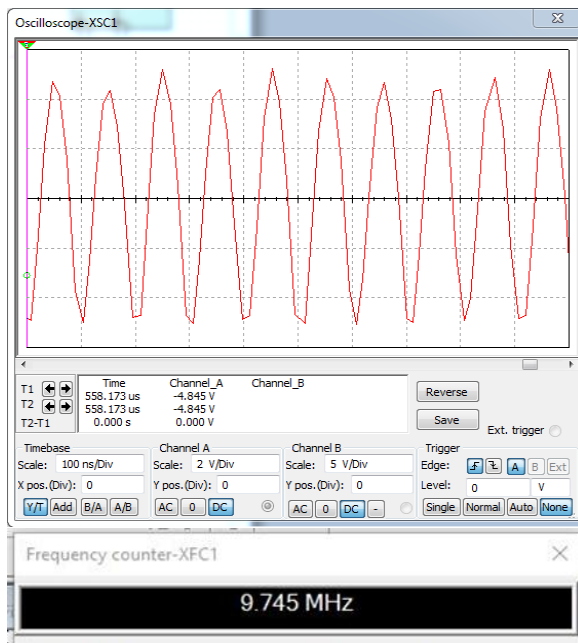 Oscilloscope-XSC1
Time Channel_A Channel_B
T1 558.173 us -4.845 V
T2 558.173 us -4.845 V
T2-T1 0.000 s 0.000 V
Reverse
Save
Ext. trigger
Timebase Channel A Channel B Trigger
Scale: 100 ns/Div Scale: 2 V/Div Scale: 5 V/Div Edge: A B Ext
X pos.(Div): 0 Y pos.(Div): 0 Y pos.(Div): 0 Level: 0 V
Y/T Add B/A A/B AC 0 DC AC 0 DC - Single Normal Auto None
Frequency counter-XFC1
9.745 MHz